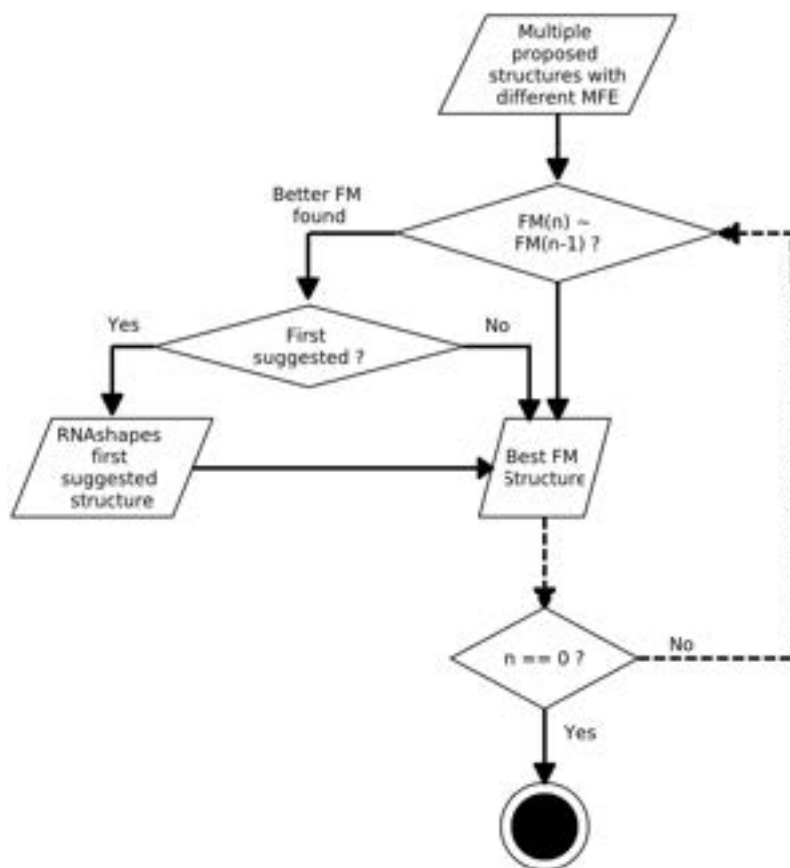 Multiple
proposed
structures with
different MFE
Better FM
found
FM(n) ~
FM(n-1) ?
Yes
First
suggested ?
No
RNAshapes
first
suggested
structure
Best FM
Structure
n == 0 ?
No
Yes